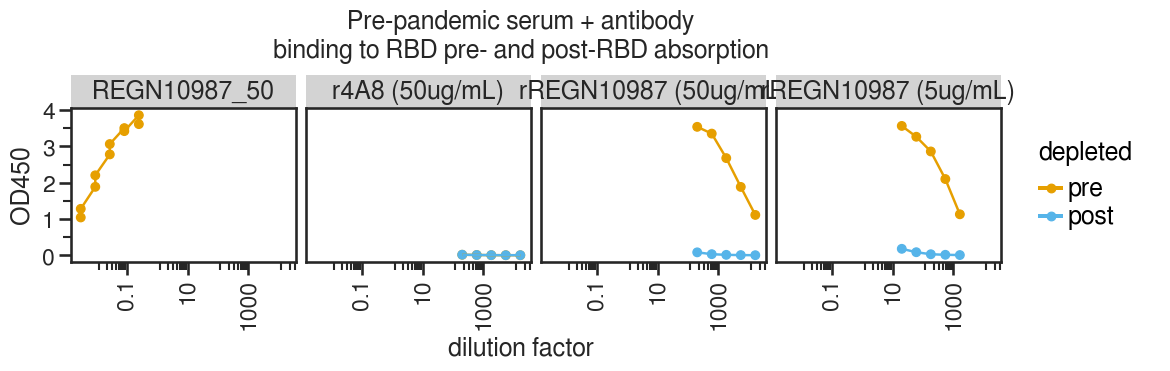 Pre-pandemic serum + antibody
binding to RBD pre- and post-RBD absorption
REGN10987_50
r4A8 (50ug/mL)
rREGN10987 (50ug/mL
rREGN10987 (5ug/mL)
OD450
4
3
2
1
0
0.1
10
1000
0.1
10
1000
0.1
10
1000
0.1
10
1000
dilution factor
depleted
pre
post